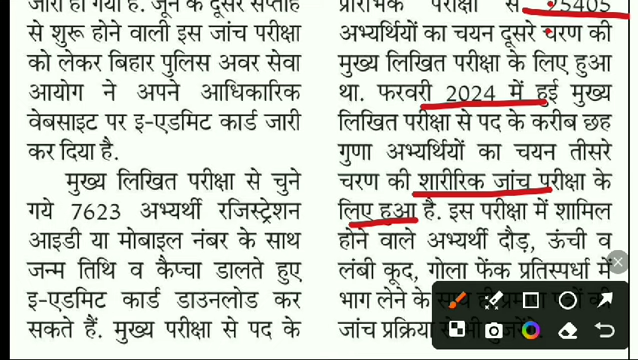 जारी हो गया है. जून के दूसरे सप्ताह
से शुरू होने वाली इस जांच परीक्षा
को लेकर बिहार पुलिस अवर सेवा
आयोग ने अपने आधिकारिक
वेबसाइट पर इ-एडमिट कार्ड जारी
कर दिया है.
मुख्य लिखित परीक्षा से चुने
गये 7623 अभ्यर्थी रजिस्ट्रेशन
आइडी या मोबाइल नंबर के साथ
जन्म तिथि व कैप्चा डालते हुए
इ-एडमिट कार्ड डाउनलोड कर
सकते हैं. मुख्य परीक्षा से पद के
प्रारंभिक परीक्षा से 25405
अभ्यर्थियों का चयन दूसरे चरण की
मुख्य लिखित परीक्षा के लिए हुआ
था. फरवरी 2024 में हुई मुख्य
लिखित परीक्षा से पद के करीब छह
गुणा अभ्यर्थियों का चयन तीसरे
चरण की शारीरिक जांच परीक्षा के
लिए हुआ है. इस परीक्षा में शामिल
होने वाले अभ्यर्थी दौड़, ऊंची व
लंबी कूद, गोला फेंक प्रतिस्पर्धा में
भाग लेने के
जांच प्रक्रिया